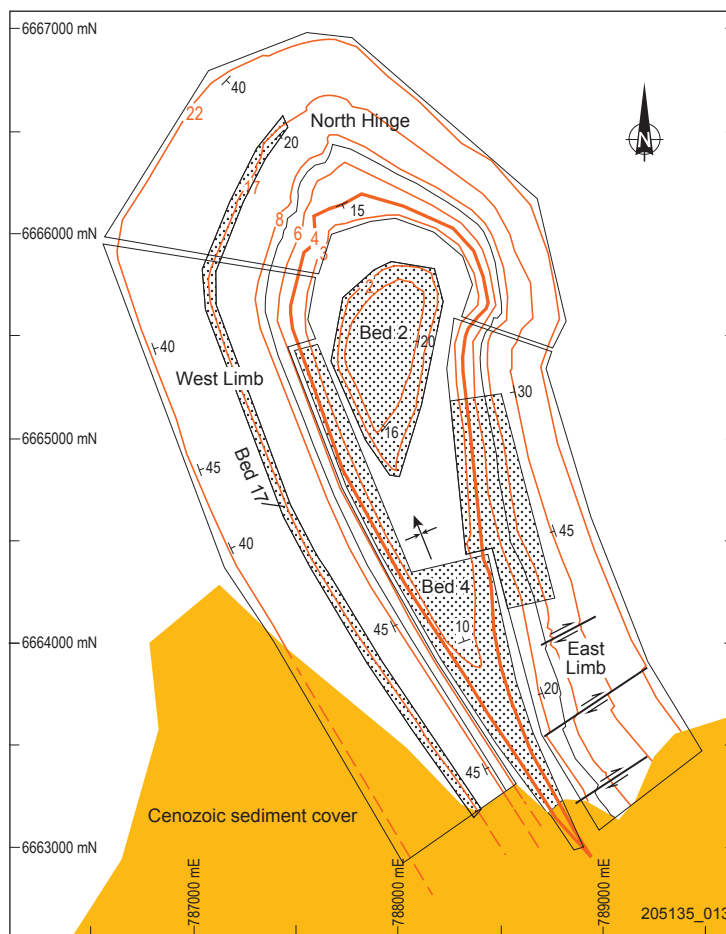 6667000 mN
40
22
North Hinge
20
17
N
8
15
6
4
6666000 mN
3
2
Bed 2
20
40
West Limb
30
6665000 mN
16
45
Bed 17
45
40
Bed 4
45
10
6664000 mN
East
Limb
20
45
Cenozoic sediment cover
6663000 mN
787000 mE
788000 mE
789000 mE
205135_013